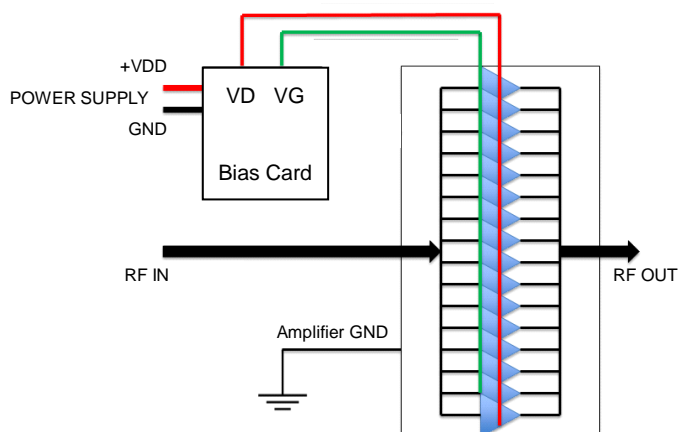 +VDD
POWER SUPPLY
GND
VD VG
Bias Card
RF IN
RF OUT
Amplifier GND